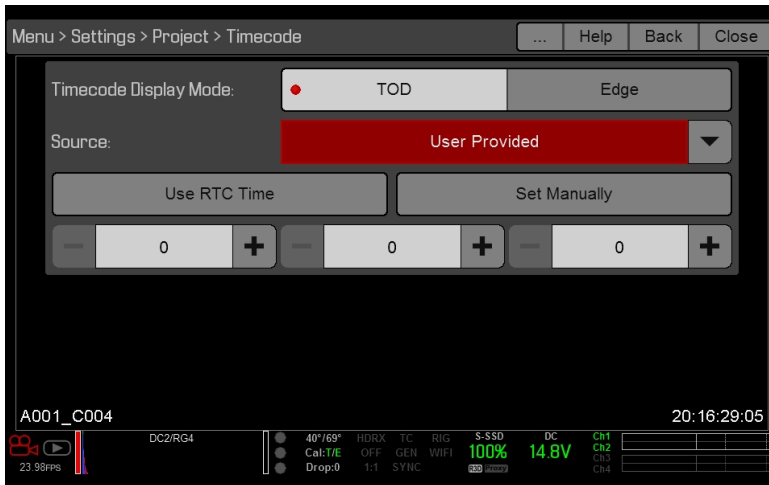 Menu > Settings > Project > Timecode
... Help Back Close
Timecode Display Mode: TOD Edge
Source: User Provided
Use RTC Time Set Manually
0 0 0
A001_C004 20:16:29:05
DC2/RG4 40°/69° HDRX TC RIG S-SSD DC Ch1
Cal:T/E OFF GEN WIFI 100% 14.8V Ch2
Ch3
23.98FPS Drop:0 1:1 SYNC R3D Proxy Ch4